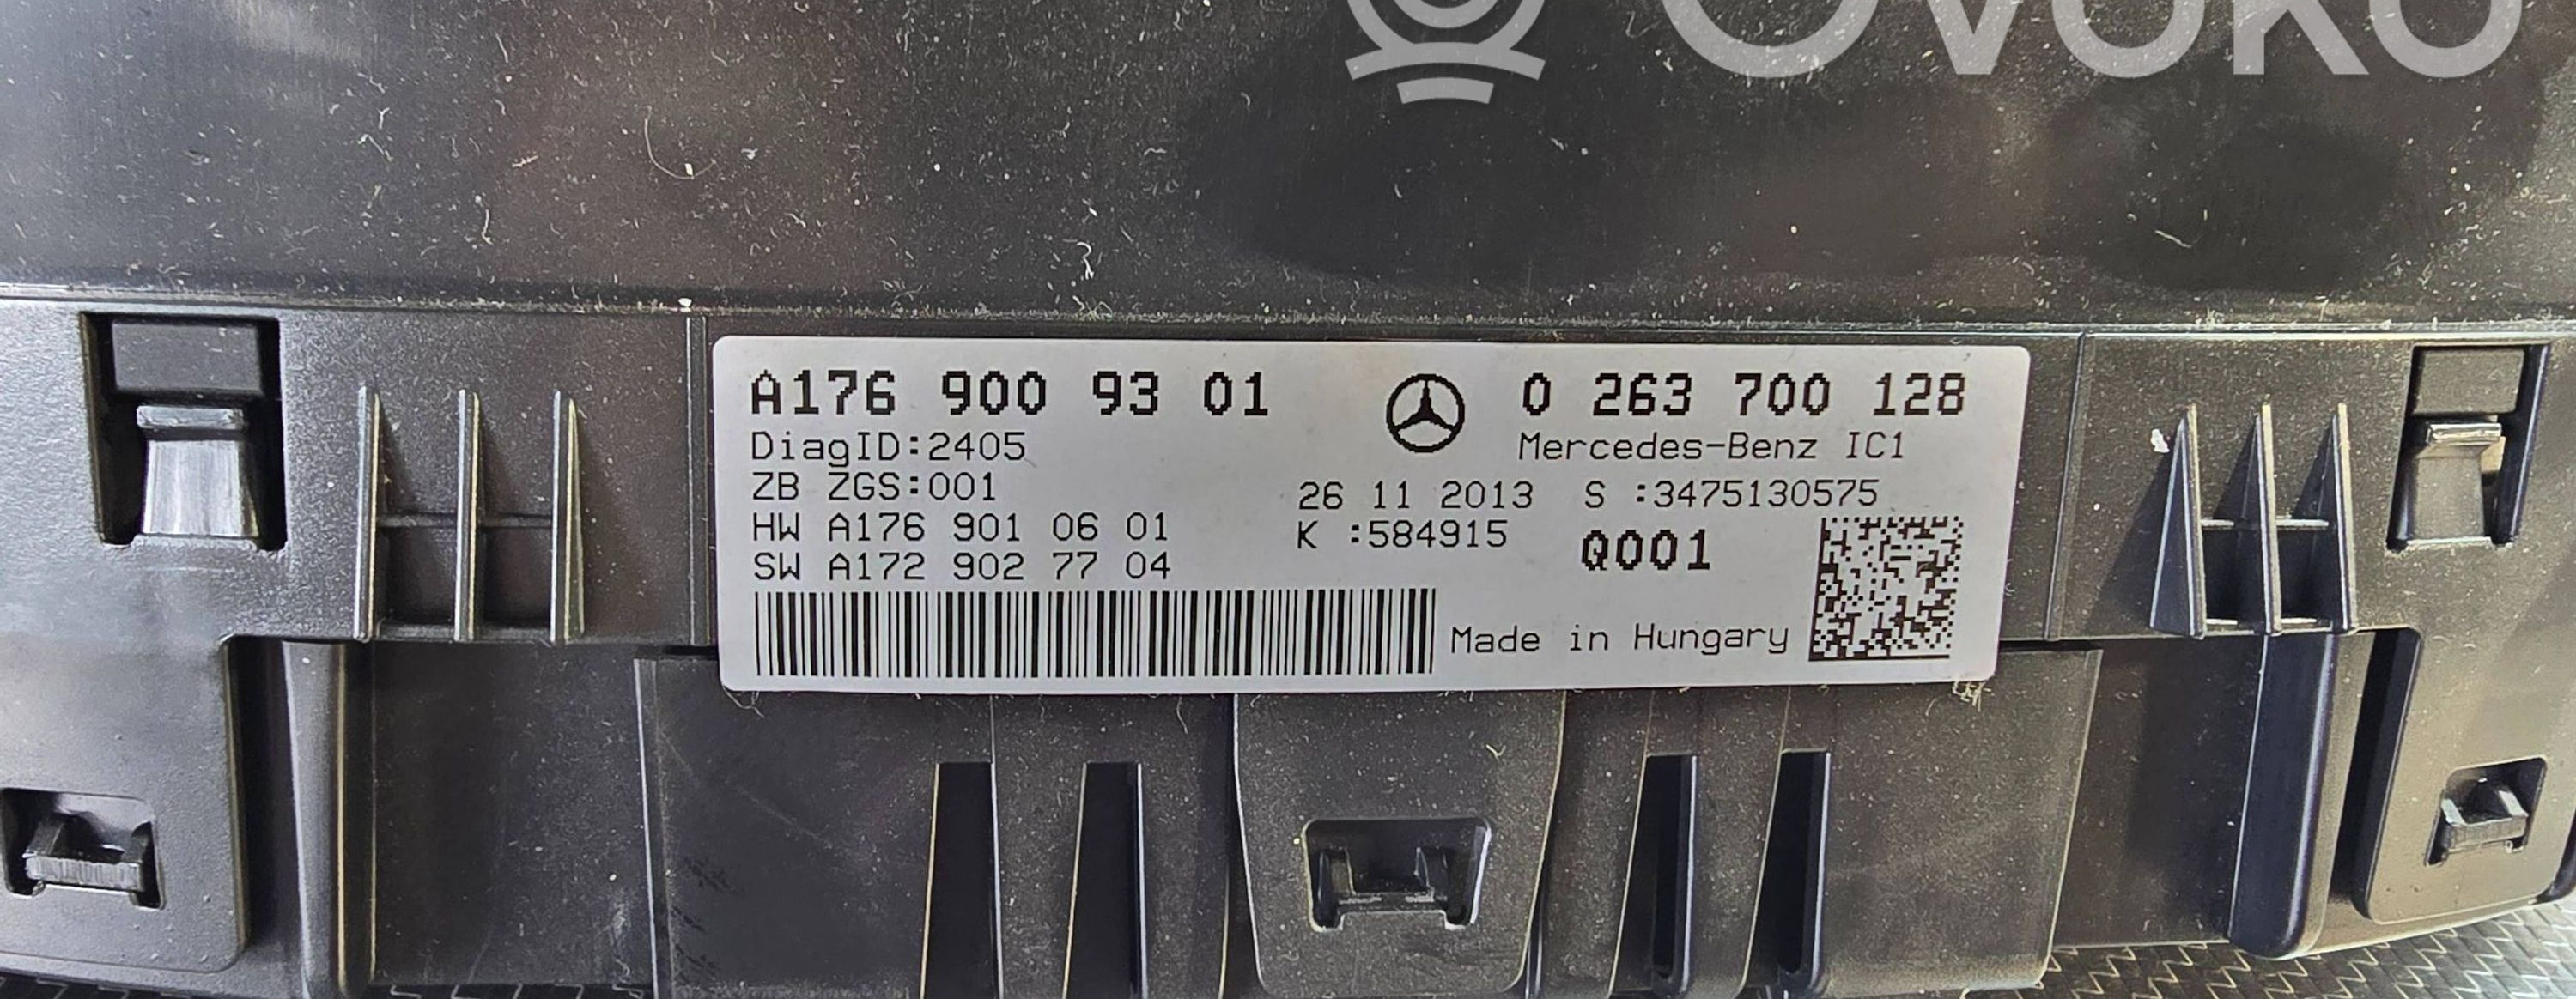 OVOKO
A176 900 93 01
0 263 700 128
DiagID:2405
Mercedes-Benz IC1
ZB ZGS:001
26 11 2013 S :3475130575
HW A176 901 06 01
K :584915
Q001
SW A172 902 77 04
Made in Hungary